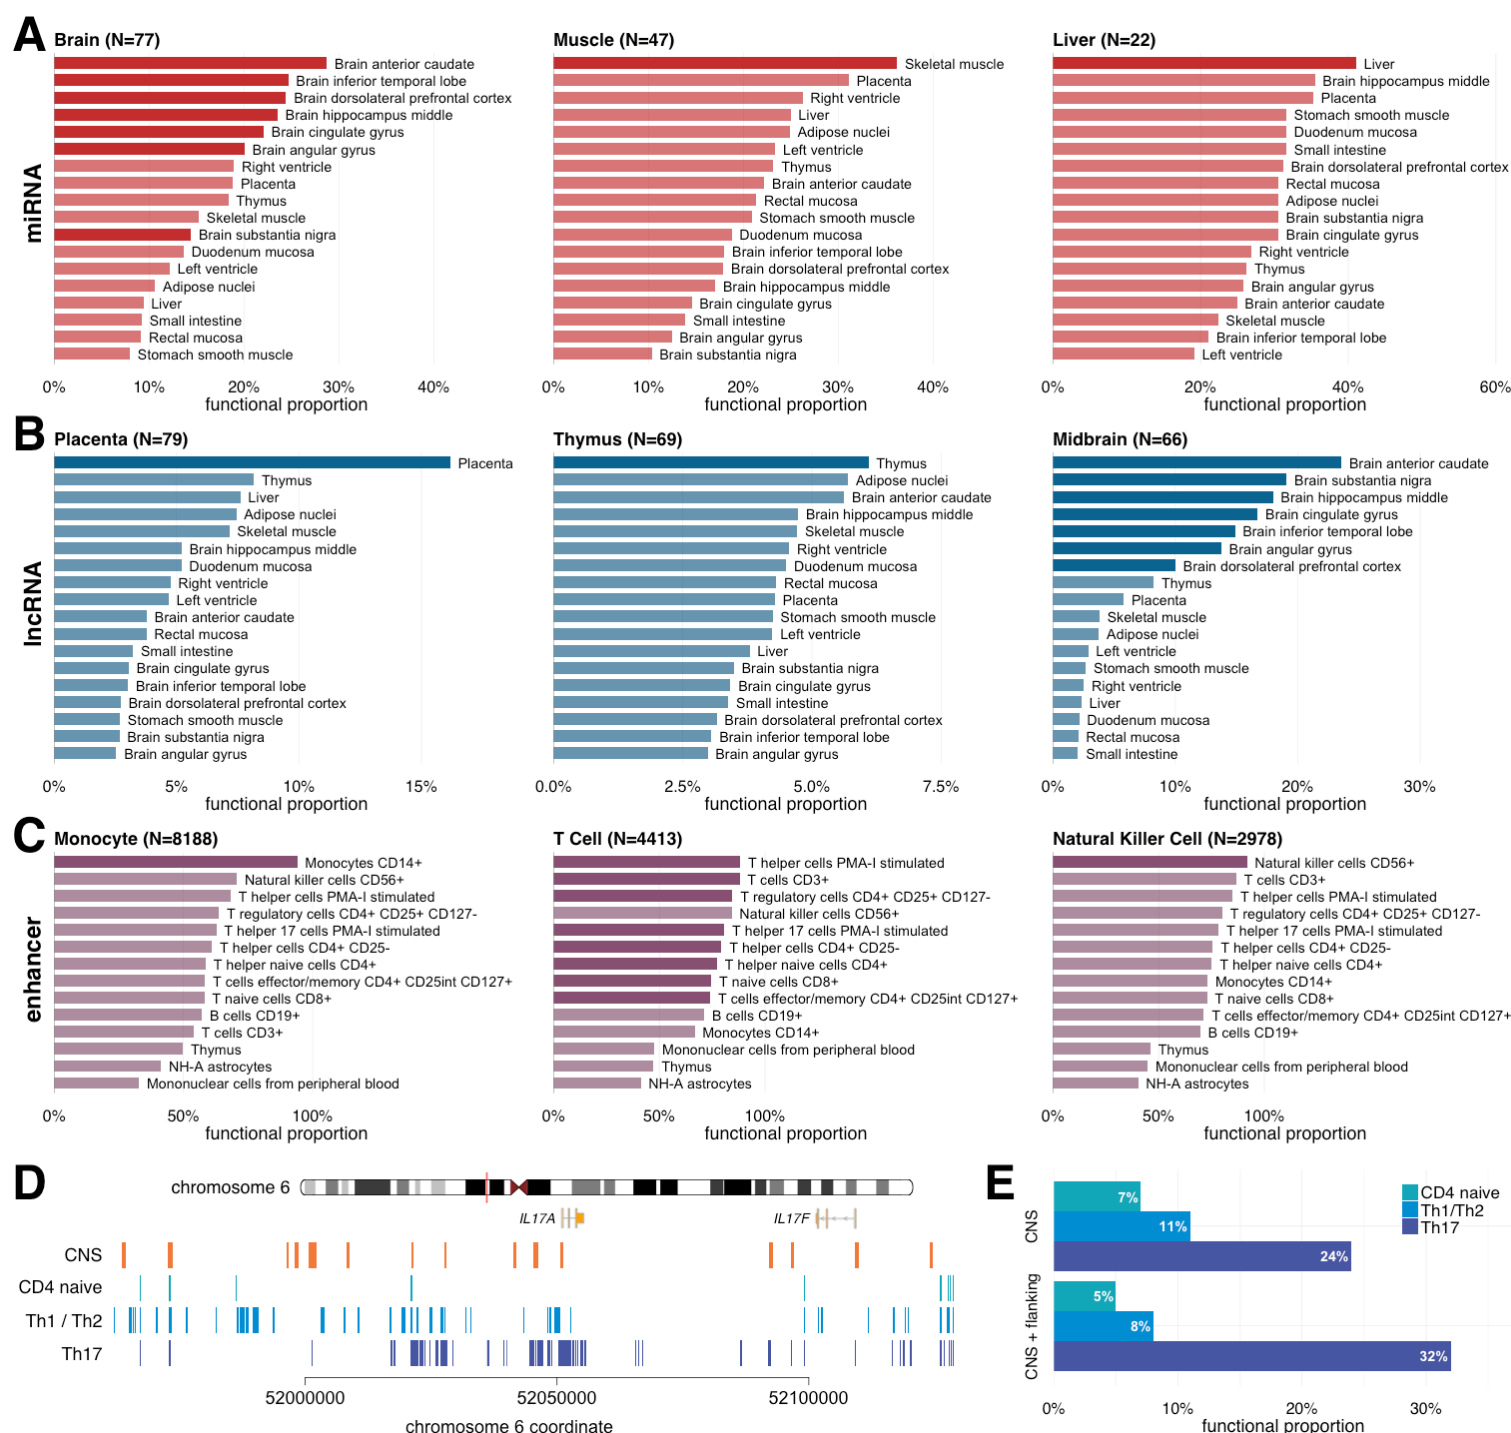 A
Brain (N=77)
Muscle (N=47)
Liver (N=22)
miRNA
Brain anterior caudate
Brain inferior temporal lobe
Brain dorsolateral prefrontal cortex
Brain hippocampus middle
Brain cingulate gyrus
Brain angular gyrus
Right ventricle
Placenta
Thymus
Skeletal muscle
Brain substantia nigra
Duodenum mucosa
Left ventricle
Adipose nuclei
Liver
Small intestine
Rectal mucosa
Stomach smooth muscle
0% 10% 20% 30% 40%
functional proportion
Skeletal muscle
Placenta
Right ventricle
Liver
Adipose nuclei
Left ventricle
Thymus
Brain anterior caudate
Rectal mucosa
Stomach smooth muscle
Duodenum mucosa
Brain inferior temporal lobe
Brain dorsolateral prefrontal cortex
Brain hippocampus middle
Brain cingulate gyrus
Small intestine
Brain angular gyrus
Brain substantia nigra
0% 10% 20% 30% 40%
functional proportion
Liver
Brain hippocampus middle
Placenta
Stomach smooth muscle
Duodenum mucosa
Small intestine
Brain dorsolateral prefrontal cortex
Rectal mucosa
Adipose nuclei
Brain substantia nigra
Brain cingulate gyrus
Right ventricle
Thymus
Brain angular gyrus
Brain anterior caudate
Skeletal muscle
Brain inferior temporal lobe
Left ventricle
0% 20% 40% 60%
functional proportion
B
Placenta (N=79)
Thymus (N=69)
Midbrain (N=66)
lncRNA
Placenta
Thymus
Liver
Adipose nuclei
Skeletal muscle
Brain hippocampus middle
Duodenum mucosa
Right ventricle
Left ventricle
Brain anterior caudate
Rectal mucosa
Small intestine
Brain cingulate gyrus
Brain inferior temporal lobe
Brain dorsolateral prefrontal cortex
Stomach smooth muscle
Brain substantia nigra
Brain angular gyrus
0% 5% 10% 15%
functional proportion
Thymus
Adipose nuclei
Brain anterior caudate
Brain hippocampus middle
Skeletal muscle
Right ventricle
Duodenum mucosa
Rectal mucosa
Placenta
Stomach smooth muscle
Left ventricle
Liver
Brain substantia nigra
Brain cingulate gyrus
Small intestine
Brain dorsolateral prefrontal cortex
Brain inferior temporal lobe
Brain angular gyrus
0.0% 2.5% 5.0% 7.5%
functional proportion
Brain anterior caudate
Brain substantia nigra
Brain hippocampus middle
Brain cingulate gyrus
Brain inferior temporal lobe
Brain angular gyrus
Brain dorsolateral prefrontal cortex
Thymus
Placenta
Skeletal muscle
Adipose nuclei
Left ventricle
Stomach smooth muscle
Right ventricle
Liver
Duodenum mucosa
Rectal mucosa
Small intestine
0% 10% 20% 30%
functional proportion
C
Monocyte (N=8188)
T Cell (N=4413)
Natural Killer Cell (N=2978)
enhancer
Monocytes CD14+
Natural killer cells CD56+
T helper cells PMA-I stimulated
T regulatory cells CD4+ CD25+ CD127-
T helper 17 cells PMA-I stimulated
T helper cells CD4+ CD25-
T helper naive cells CD4+
T cells effector/memory CD4+ CD25int CD127+
T naive cells CD8+
B cells CD19+
T cells CD3+
Thymus
NH-A astrocytes
Mononuclear cells from peripheral blood
0% 50% 100%
functional proportion
T helper cells PMA-I stimulated
T cells CD3+
T regulatory cells CD4+ CD25+ CD127-
Natural killer cells CD56+
T helper 17 cells PMA-I stimulated
T helper cells CD4+ CD25-
T helper naive cells CD4+
T naive cells CD8+
T cells effector/memory CD4+ CD25int CD127+
B cells CD19+
Monocytes CD14+
Mononuclear cells from peripheral blood
Thymus
NH-A astrocytes
0% 50% 100%
functional proportion
Natural killer cells CD56+
T cells CD3+
T helper cells PMA-I stimulated
T regulatory cells CD4+ CD25+ CD127-
T helper 17 cells PMA-I stimulated
T helper cells CD4+ CD25-
T helper naive cells CD4+
Monocytes CD14+
T naive cells CD8+
T cells effector/memory CD4+ CD25int CD127+
B cells CD19+
Thymus
Mononuclear cells from peripheral blood
NH-A astrocytes
0% 50% 100%
functional proportion
D
chromosome 6
IL17A IL17F
CNS
CD4 naive
Th1 / Th2
Th17
52000000 52050000 52100000
chromosome 6 coordinate
E
CNS
7%
11%
24%
CD4 naive
Th1/Th2
Th17
CNS + flanking
5%
8%
32%
0% 10% 20% 30%
functional proportion